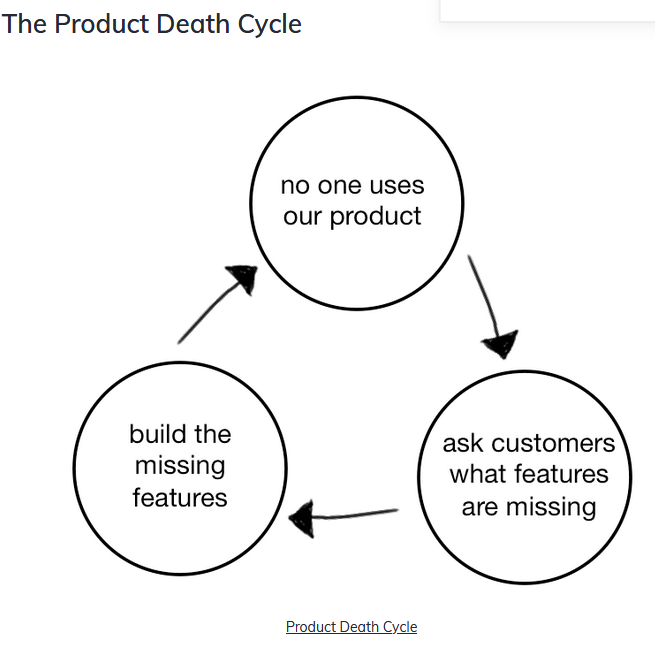 The Product Death Cycle
no one uses
our product
ask customers
what features
are missing
build the
missing
features
Product Death Cycle